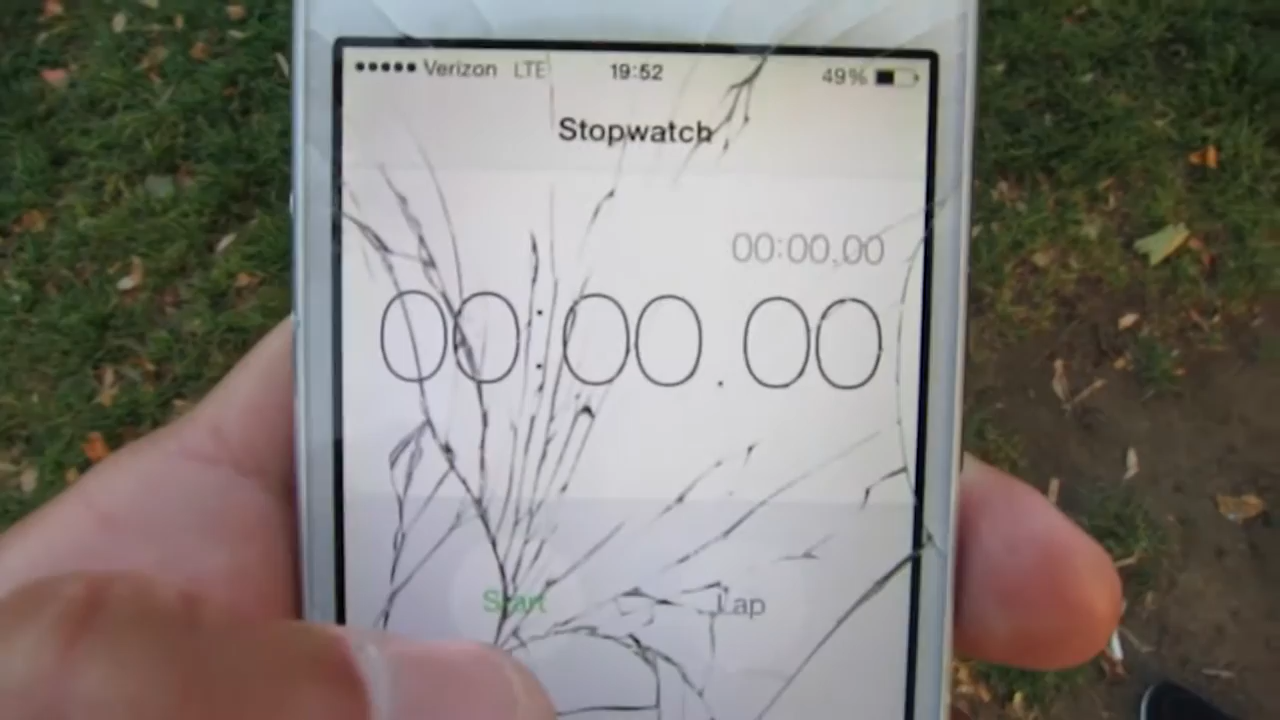 ••••• Verizon LTE 19:52 49%
Stopwatch
00:00.00
00:00.00
Start Lap